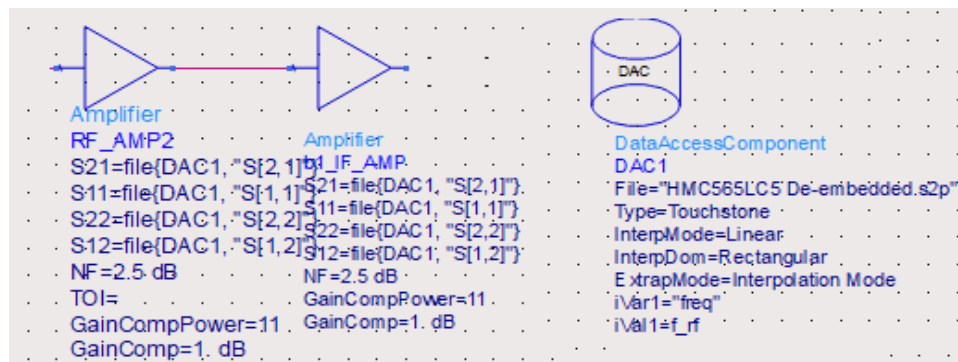 Amplifier
RF_AMP2
S21=file{DAC1, "S[2,1]"}
S11=file{DAC1, "S[1,1]"}
S22=file{DAC1, "S[2,2]"}
S12=file{DAC1, "S[1,2]"}
NF=2.5 dB
TOI=
GainCompPower=11
GainComp=1. dB
Amplifier
b1_IF_AMP
S21=file{DAC1, "S[2,1]"}
S11=file{DAC1, "S[1,1]"}
S22=file{DAC1, "S[2,2]"}
S12=file{DAC1, "S[1,2]"}
NF=2.5 dB
GainCompPower=11
GainComp=1. dB
DAC
DataAccessComponent
DAC1
File="HMC565LC5 De-embedded.s2p"
Type=Touchstone
InterpMode=Linear
InterpDom=Rectangular
ExtrapMode=Interpolation Mode
iVar1="freq"
iVal1=f_rf